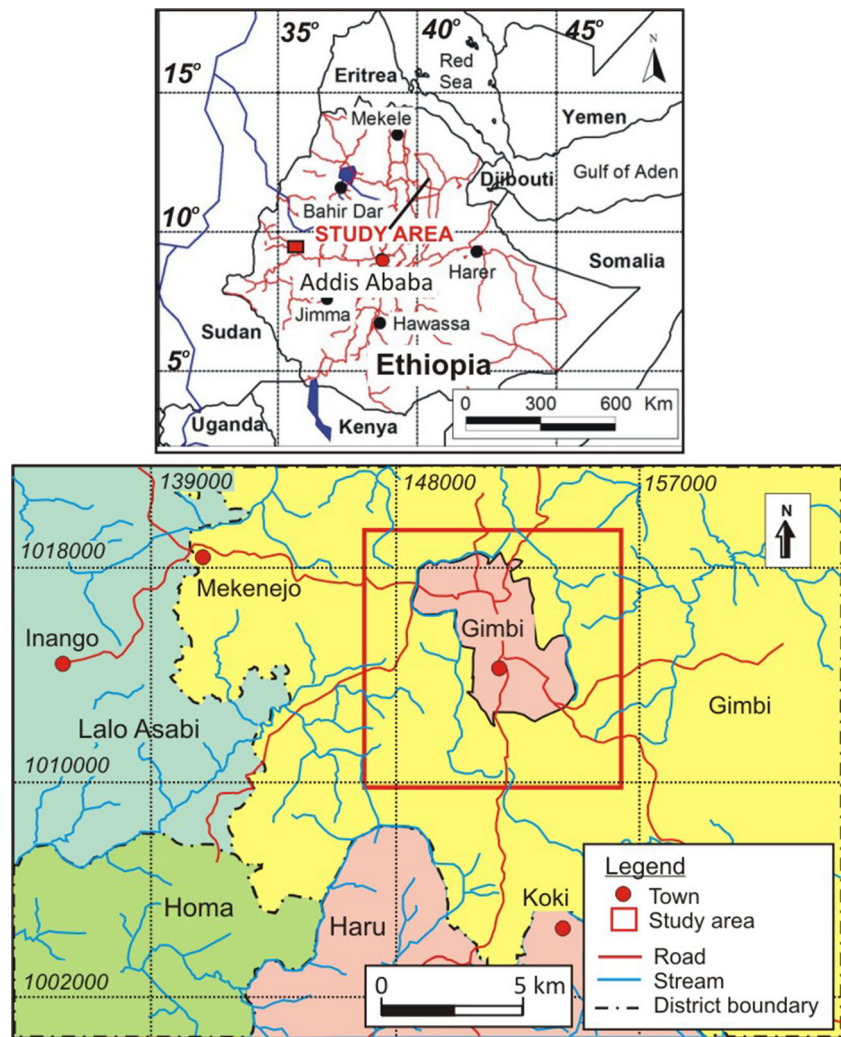 35° 40° 45°
N
15°
Eritrea
Red
Sea
Mekele
Yemen
Djibouti
Gulf of Aden
Bahir Dar
10°
STUDY AREA
Harer
Somalia
Addis Ababa
Jimma
Sudan
Hawassa
5°
Ethiopia
0 300 600 Km
Uganda
Kenya
139000 148000 157000
N
1018000
Mekenejo
Inango
Gimbi
Gimbi
Lalo Asabi
1010000
Legend
Town
Study area
Road
Stream
District boundary
Koki
Homa
Haru
0 5 km
1002000